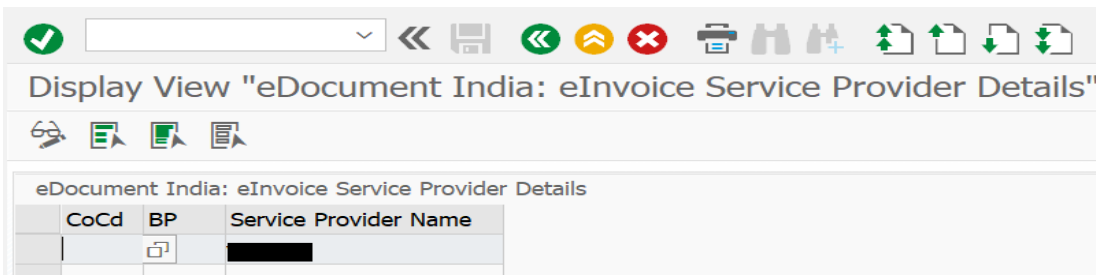 Display View "eDocument India: eInvoice Service Provider Details"
eDocument India: eInvoice Service Provider Details
CoCd BP Service Provider Name